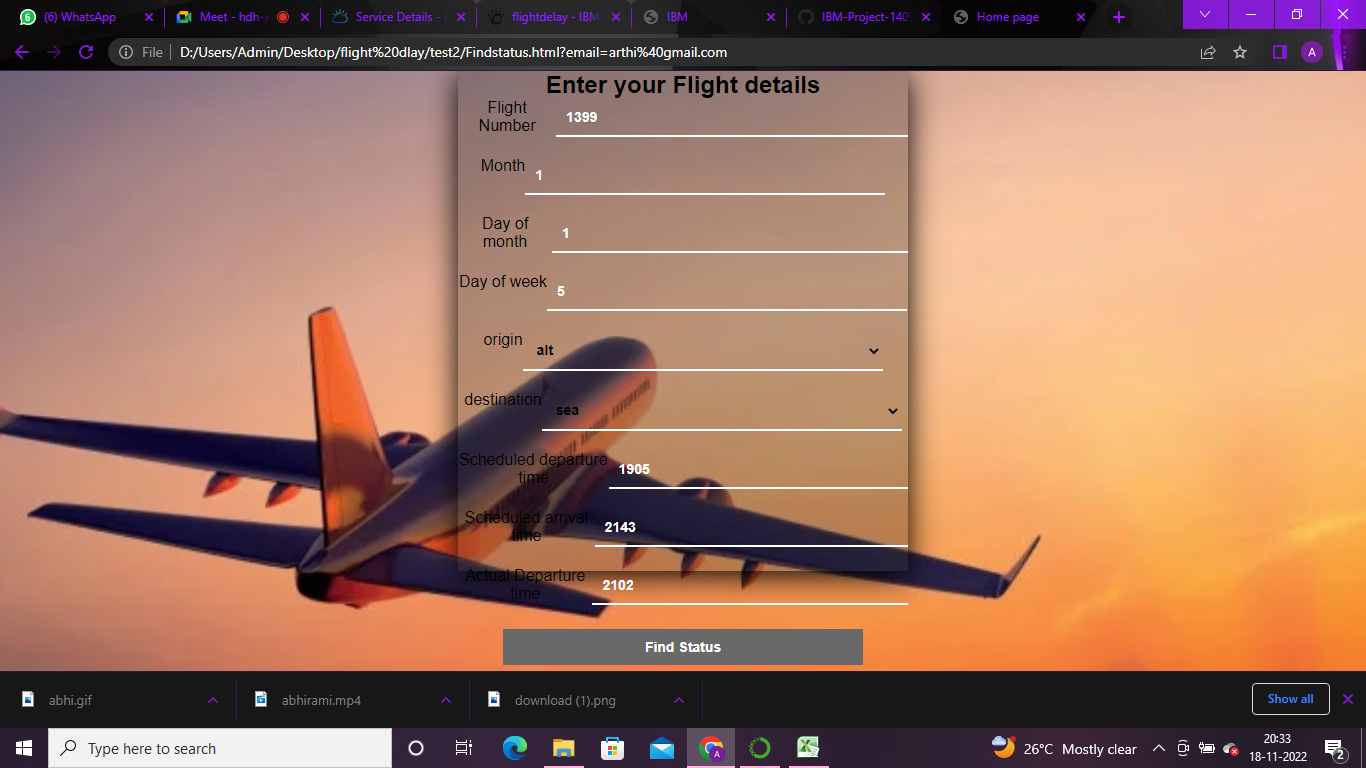 6
(6) WhatsApp
Meet - hdh-
Service Details -
flightdelay - IBM
IBM
IBM-Project-140
Home page
File
D:/Users/Admin/Desktop/flight%20dlay/test2/Findstatus.html?email=arthi%40gmail.com
A
Enter your Flight details
Flight
Number
1399
Month
1
Day of
month
1
Day of week
5
origin
alt
destination
sea
Scheduled departure
time
1905
Scheduled arrival
time
2143
Actual Departure
time
2102
Find Status
abhi.gif
abhirami.mp4
download (1).png
Show all
Type here to search
A
26°C Mostly clear
20:33
18-11-2022
2